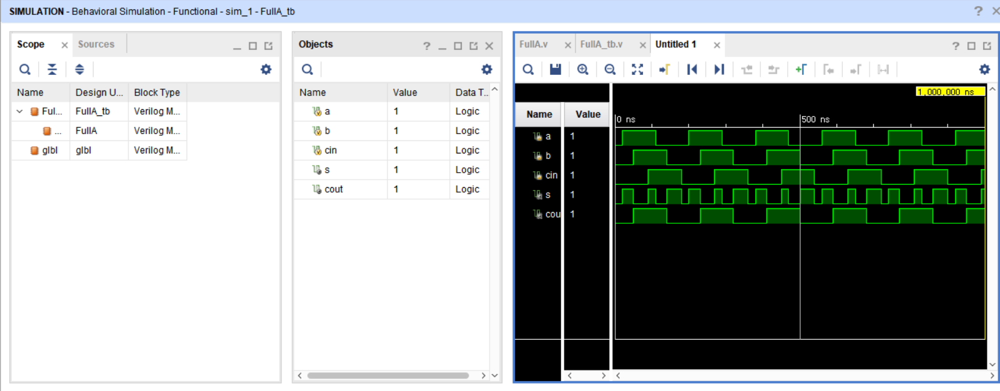 SIMULATION - Behavioral Simulation - Functional - sim_1 - FullA_tb
Scope
Sources
Name Design U... Block Type
Ful... FullA_tb Verilog M...
... FullA Verilog M...
glbl glbl Verilog M...
Objects
Name Value Data T...
a 1 Logic
b 1 Logic
cin 1 Logic
s 1 Logic
cout 1 Logic
FullA.v FullA_tb.v Untitled 1
1,000,000 ns
Name Value
0 ns 500 ns
a 1
b 1
cin 1
s 1
cou 1